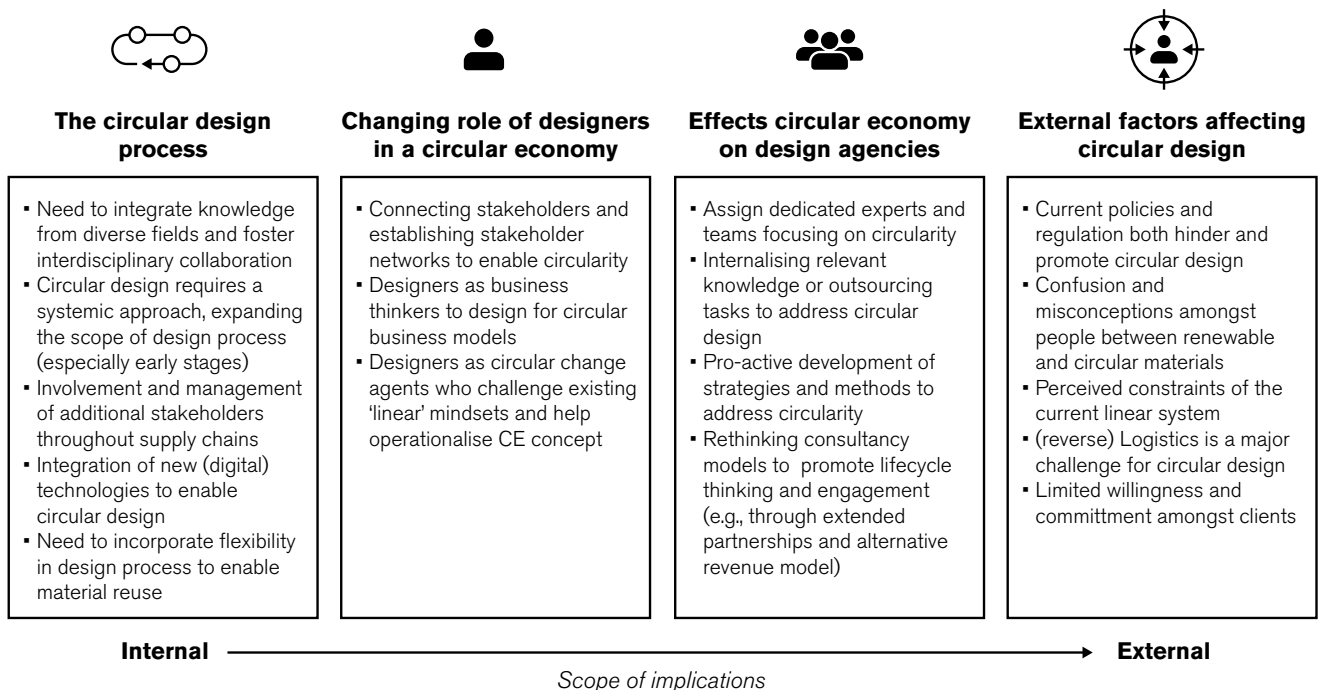 The circular design
process
▪ Need to integrate knowledge
from diverse fields and foster
interdisciplinary collaboration
▪ Circular design requires a
systemic approach, expanding
the scope of design process
(especially early stages)
▪ Involvement and management
of additional stakeholders
throughout supply chains
▪ Integration of new (digital)
technologies to enable
circular design
▪ Need to incorporate flexibility
in design process to enable
material reuse
Changing role of designers
in a circular economy
▪ Connecting stakeholders and
establishing stakeholder
networks to enable circularity
▪ Designers as business
thinkers to design for circular
business models
▪ Designers as circular change
agents who challenge existing
‘linear’ mindsets and help
operationalise CE concept
Effects circular economy
on design agencies
▪ Assign dedicated experts and
teams focusing on circularity
▪ Internalising relevant
knowledge or outsourcing
tasks to address circular
design
▪ Pro-active development of
strategies and methods to
address circularity
▪ Rethinking consultancy
models to promote lifecycle
thinking and engagement
(e.g., through extended
partnerships and alternative
revenue model)
External factors affecting
circular design
▪ Current policies and
regulation both hinder and
promote circular design
▪ Confusion and
misconceptions amongst
people between renewable
and circular materials
▪ Perceived constraints of the
current linear system
▪ (reverse) Logistics is a major
challenge for circular design
▪ Limited willingness and
committment amongst clients
Internal
External
Scope of implications